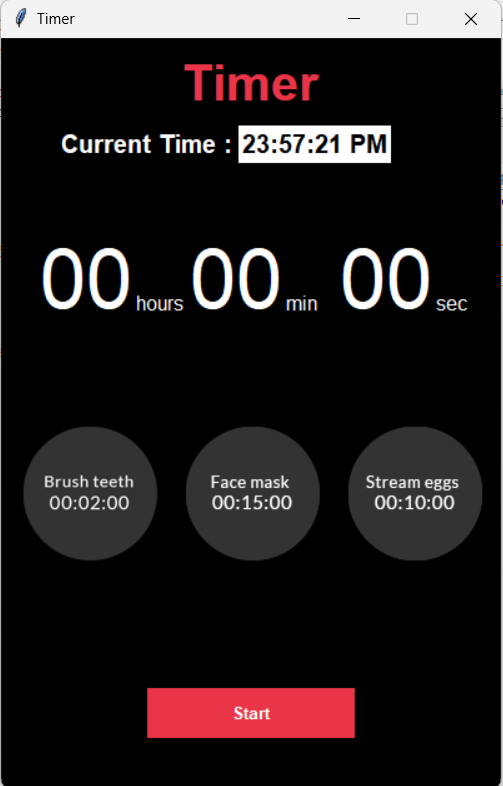 Timer
Timer
Current Time : 23:57:21 PM
00 hours 00 min 00 sec
Brush teeth Face mask Stream eggs
00:02:00 00:15:00 00:10:00
Start